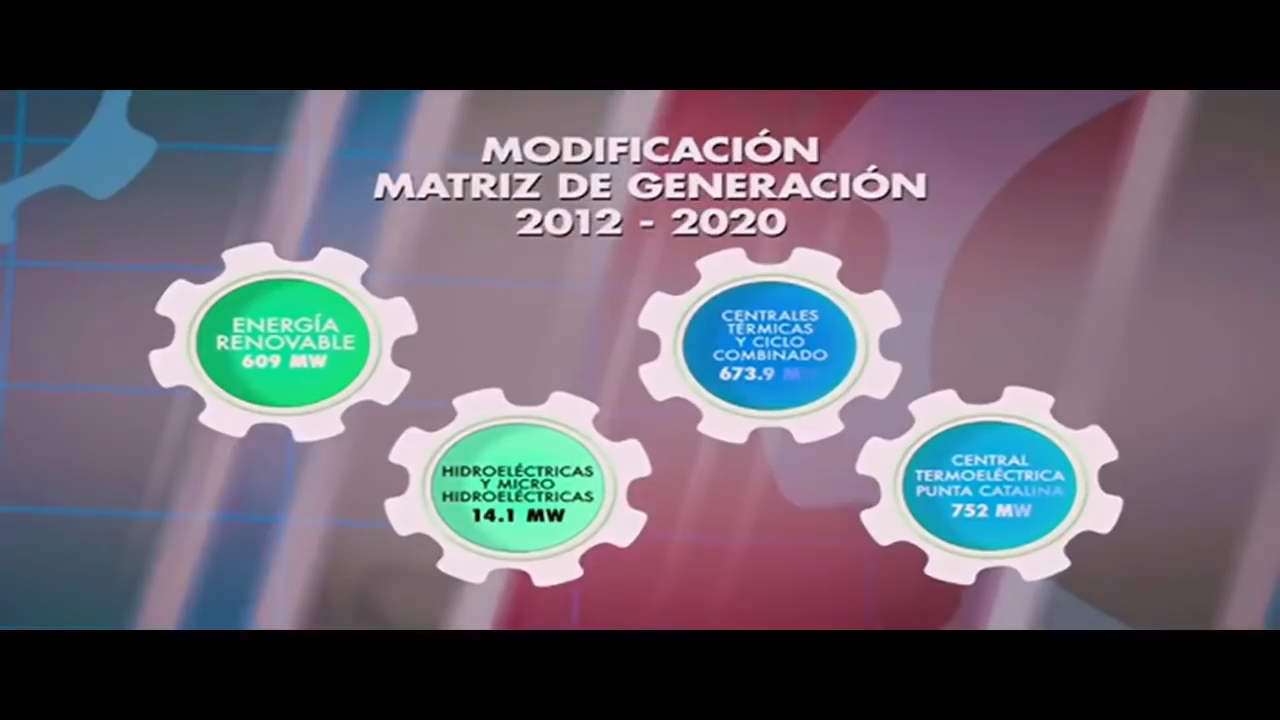 MODIFICACIÓN
MATRIZ DE GENERACIÓN
2012 - 2020
ENERGÍA
RENOVABLE
609 MW
HIDROELÉCTRICAS
Y MICRO
HIDROELÉCTRICAS
14.1 MW
CENTRALES
TÉRMICAS
Y CICLO
COMBINADO
673.9 MW
CENTRAL
TERMOELÉCTRICA
PUNTA CATALINA
752 MW